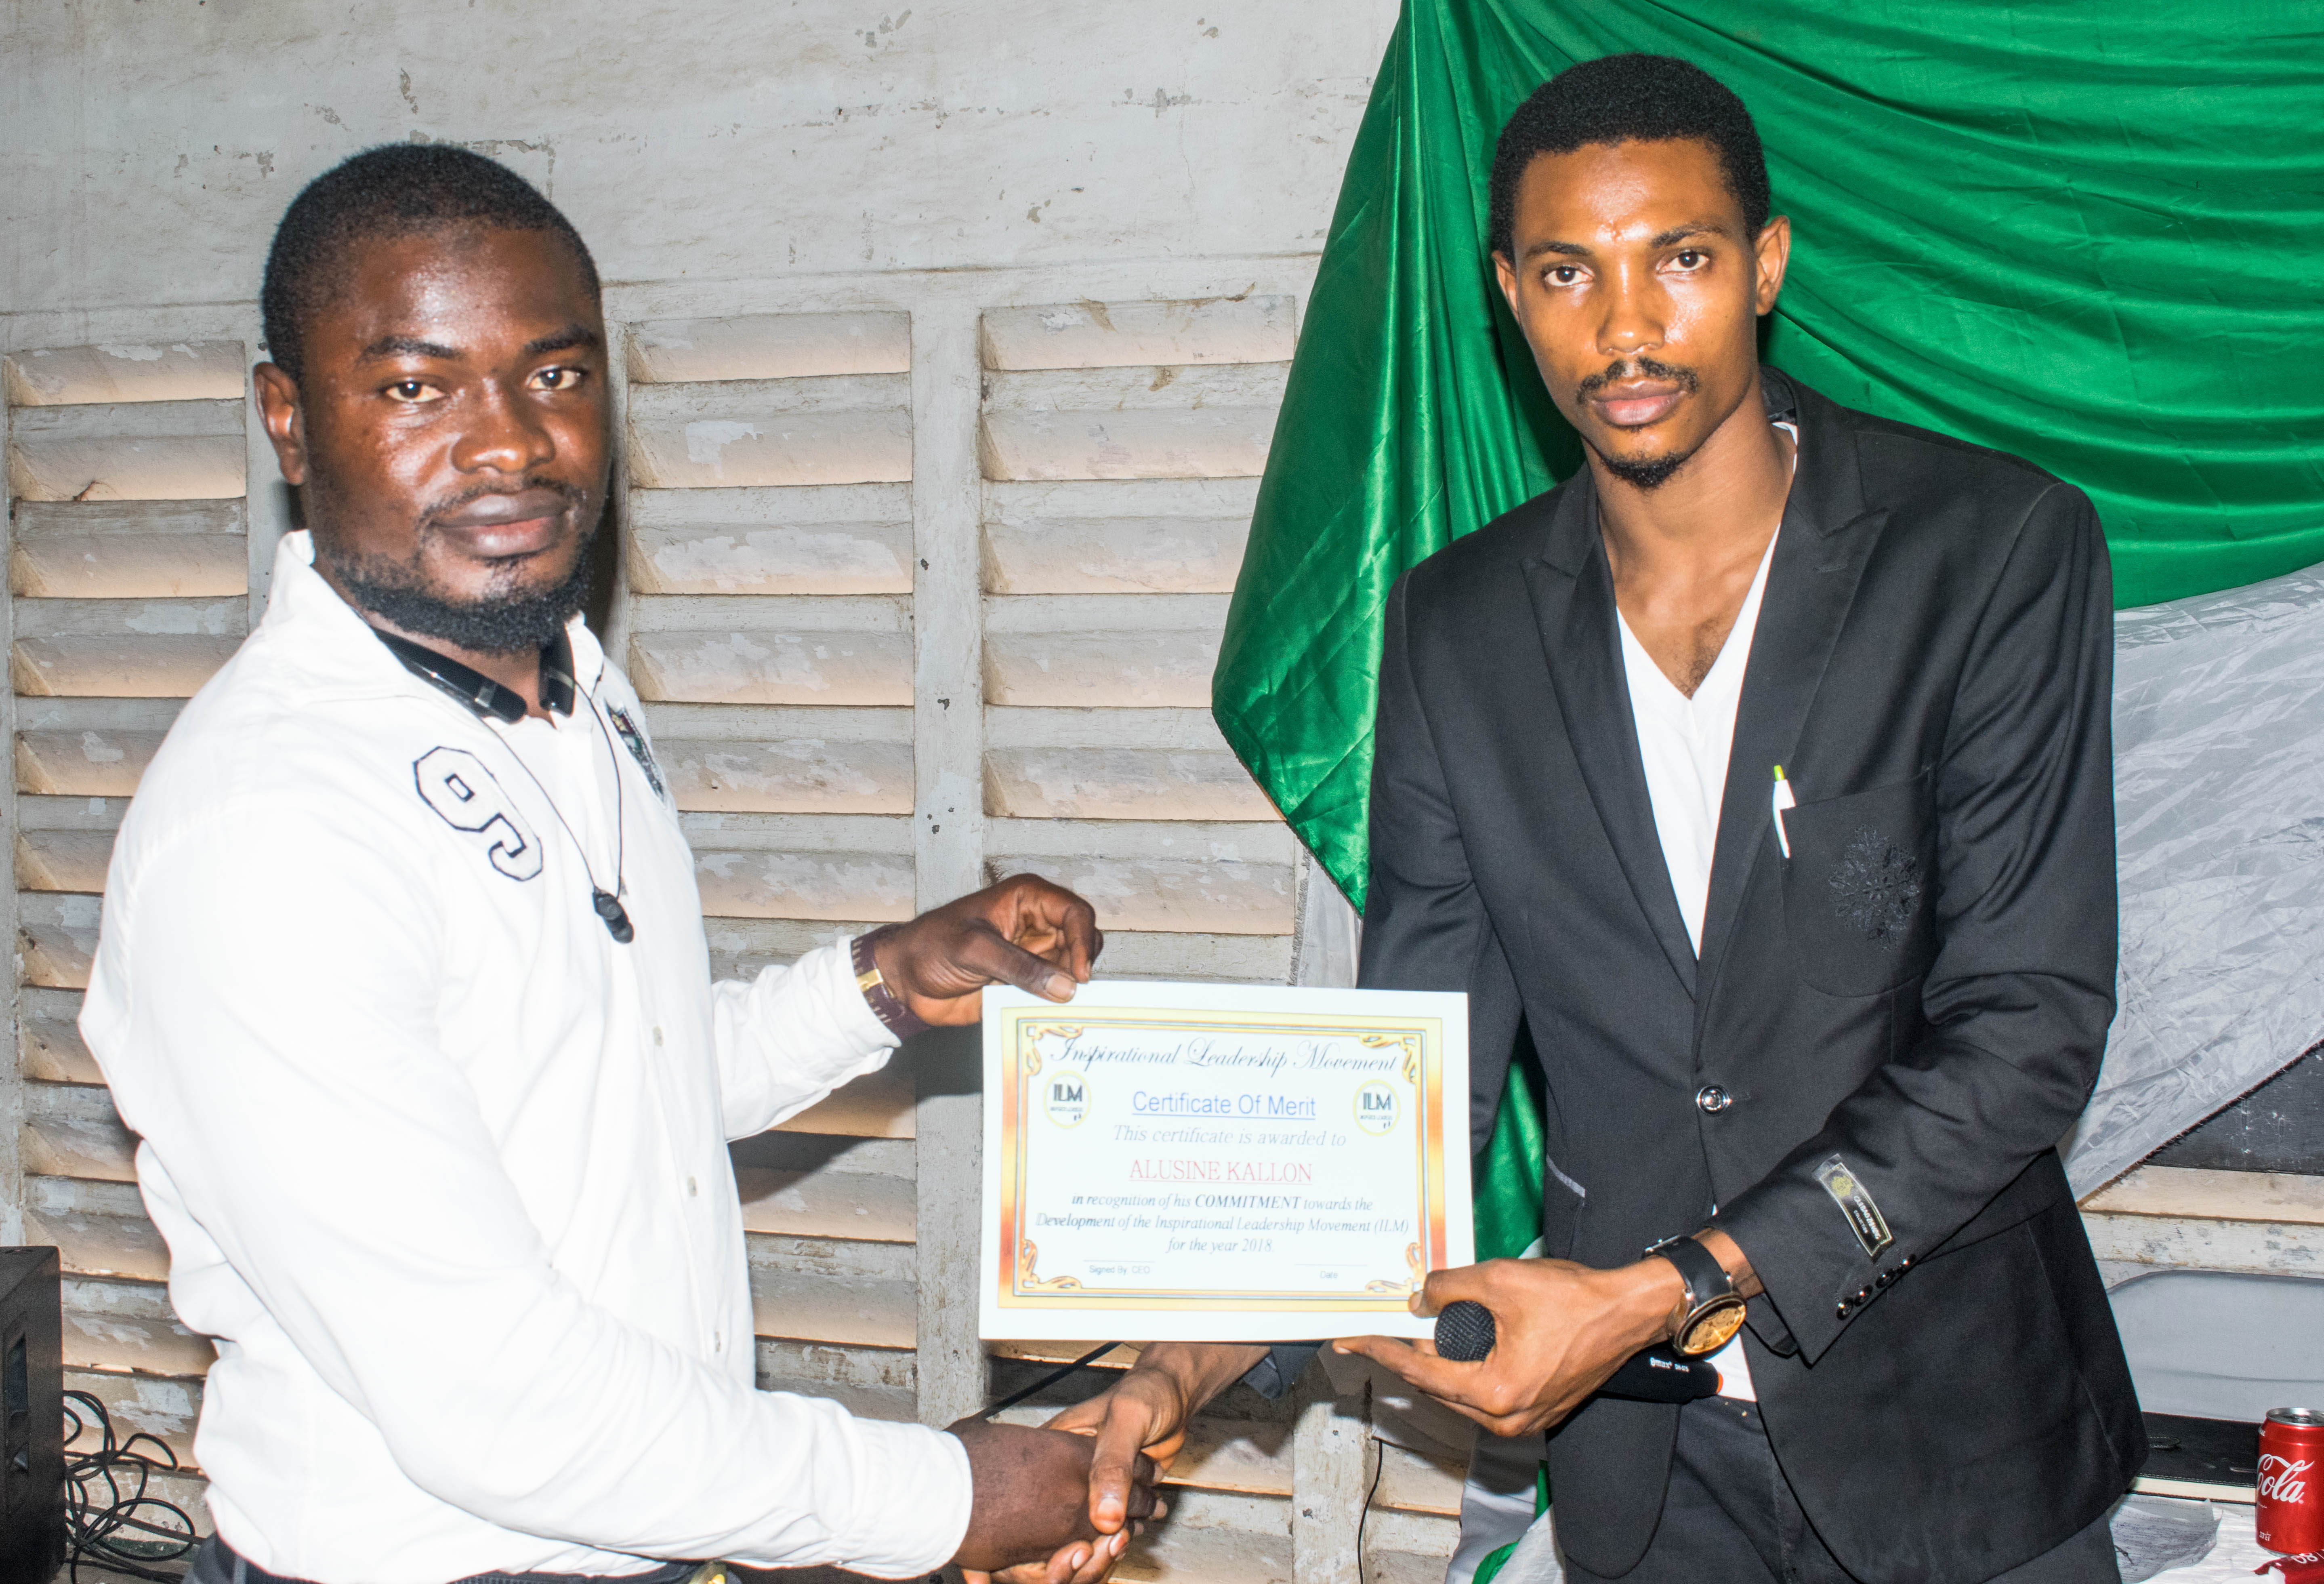 9
Inspirational Leadership Movement
ILM
ILM
Certificate Of Merit
This certificate is awarded to
ALUSINE KALLON
in recognition of his COMMITMENT towards the
Development of the Inspirational Leadership Movement (ILM)
for the year 2018.
Signed By: CEO
Date
Cola